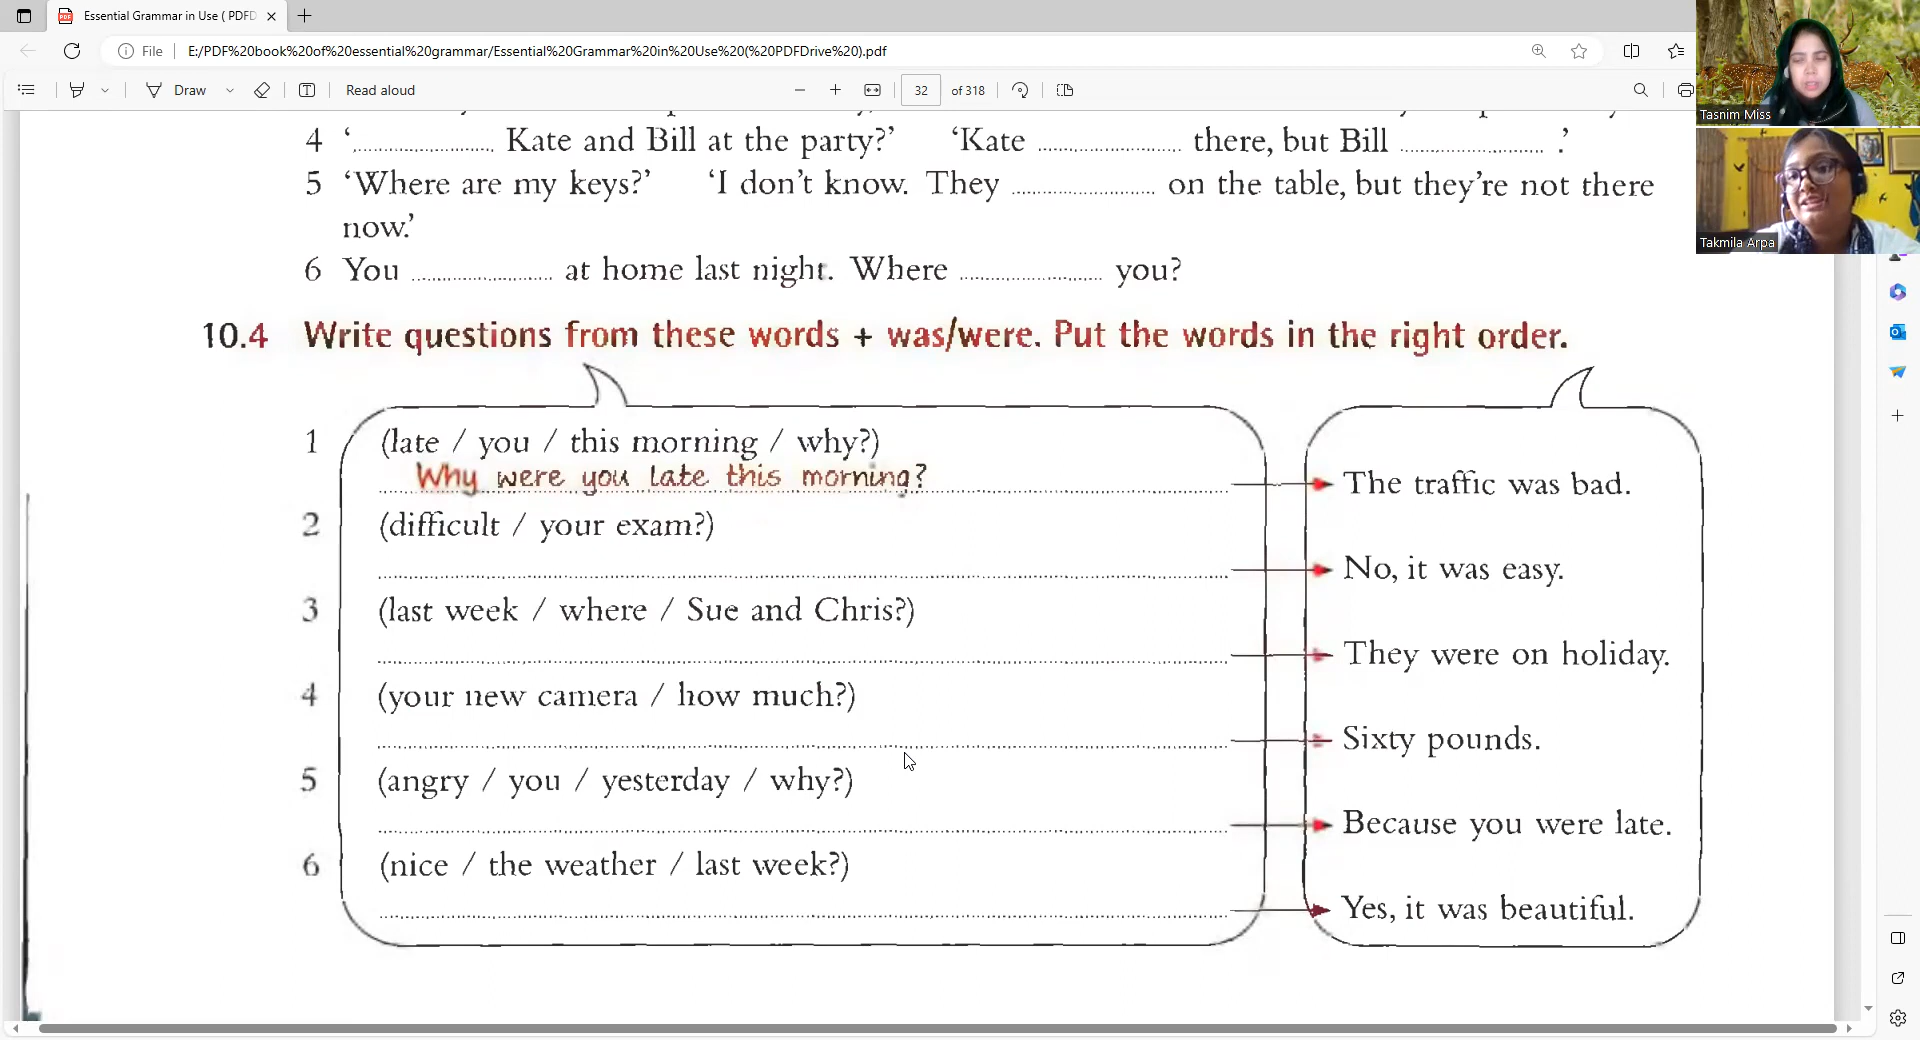 Essential Grammar in Use ( PDFD
File E:/PDF%20book%20of%20essential%20grammar/Essential%20Grammar%20in%20Use%20(%20PDFDrive%20).pdf
Draw Read aloud 32 of 318
4 ‘.................... Kate and Bill at the party?’ ‘Kate .................... there, but Bill .................... .’
5 ‘Where are my keys?’ ‘I don’t know. They .................... on the table, but they’re not there
now.’
6 You .................... at home last night. Where .................... you?
10.4 Write questions from these words + was/were. Put the words in the right order.
1 (late / you / this morning / why?)
Why were you late this morning?
The traffic was bad.
2 (difficult / your exam?)
No, it was easy.
3 (last week / where / Sue and Chris?)
They were on holiday.
4 (your new camera / how much?)
Sixty pounds.
5 (angry / you / yesterday / why?)
Because you were late.
6 (nice / the weather / last week?)
Yes, it was beautiful.
Tasnim Miss
Takmila Arpa